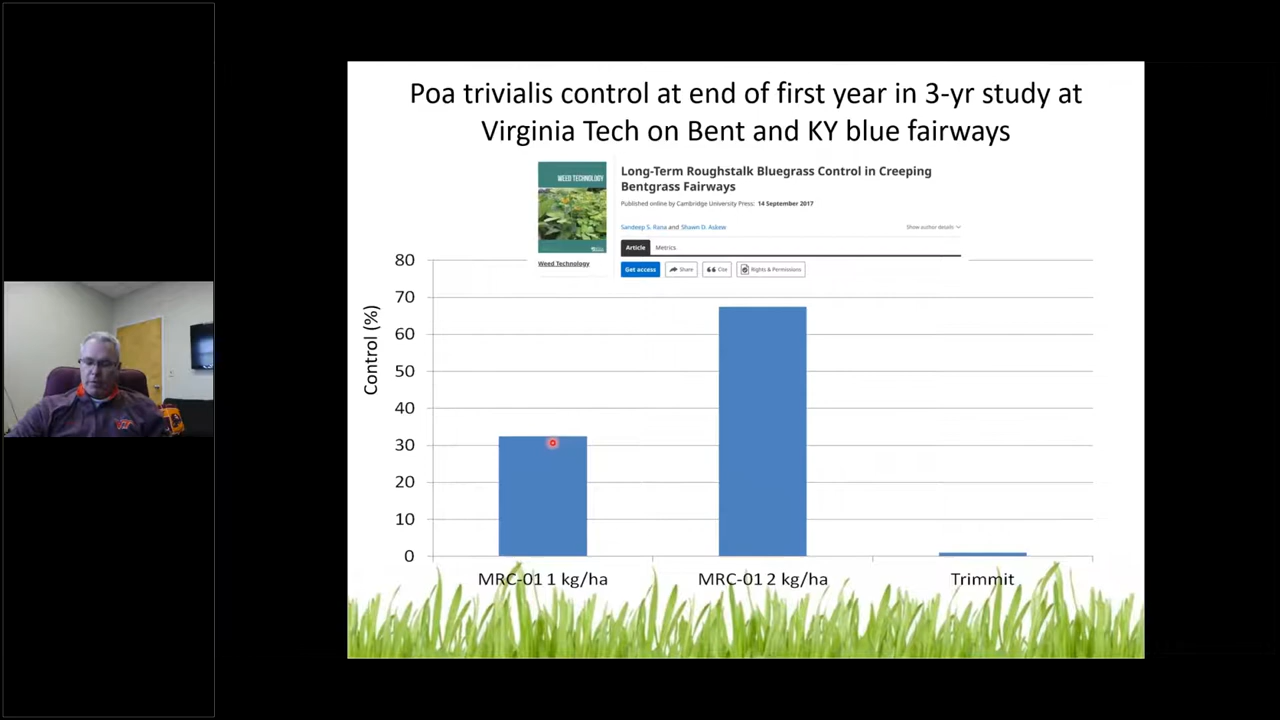 Poa trivialis control at end of first year in 3-yr study at
Virginia Tech on Bent and KY blue fairways
WEED TECHNOLOGY
Weed Technology
Long-Term Roughstalk Bluegrass Control in Creeping
Bentgrass Fairways
Published online by Cambridge University Press: 14 September 2017
Sandeep S. Rana and Shawn D. Askew
Show author details
Article Metrics
Get access Share Cite Rights & Permissions
Control (%)
80
70
60
50
40
30
20
10
0
MRC-01 1 kg/ha MRC-01 2 kg/ha Trimmit
VT